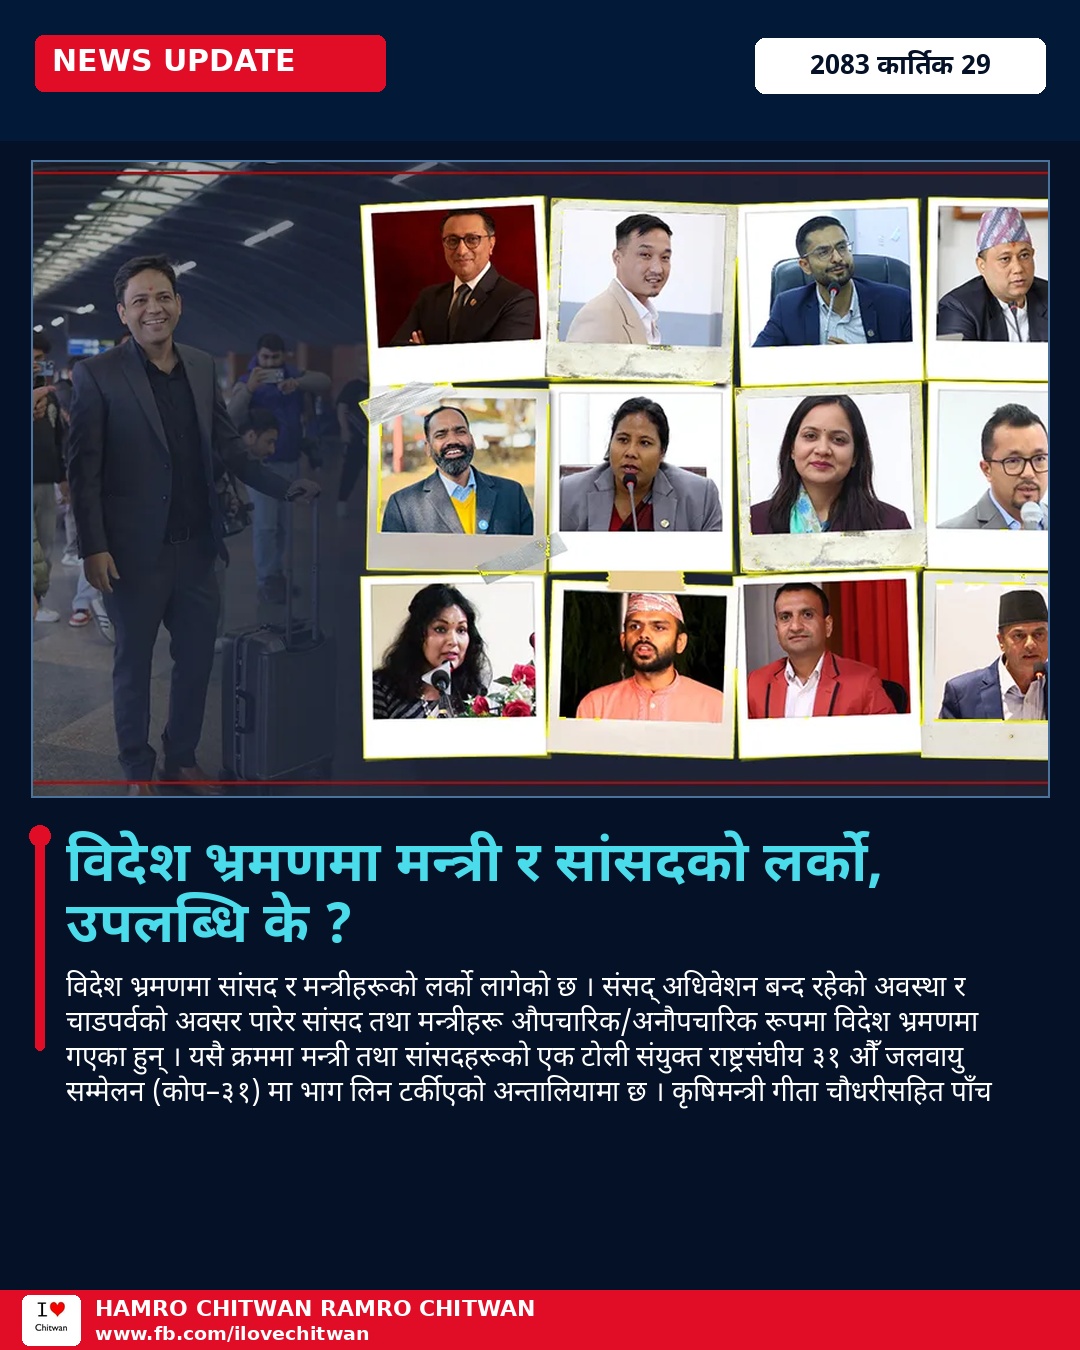 NEWS UPDATE
2083 कार्तिक 29
विदेश भ्रमणमा मन्त्री र सांसदको लर्को,
उपलब्धि के ?
विदेश भ्रमणमा सांसद र मन्त्रीहरूको लर्को लागेको छ । संसद् अधिवेशन बन्द रहेको अवस्था र
चाडपर्वको अवसर पारेर सांसद तथा मन्त्रीहरू औपचारिक/अनौपचारिक रूपमा विदेश भ्रमणमा
गएका हुन् । यसै क्रममा मन्त्री तथा सांसदहरूको एक टोली संयुक्त राष्ट्रसंघीय ३१ औँ जलवायु
सम्मेलन (कोप–३१) मा भाग लिन टर्कीएको अन्तालियामा छ । कृषिमन्त्री गीता चौधरीसहित पाँच
I ❤
Chitwan
HAMRO CHITWAN RAMRO CHITWAN
www.fb.com/ilovechitwan